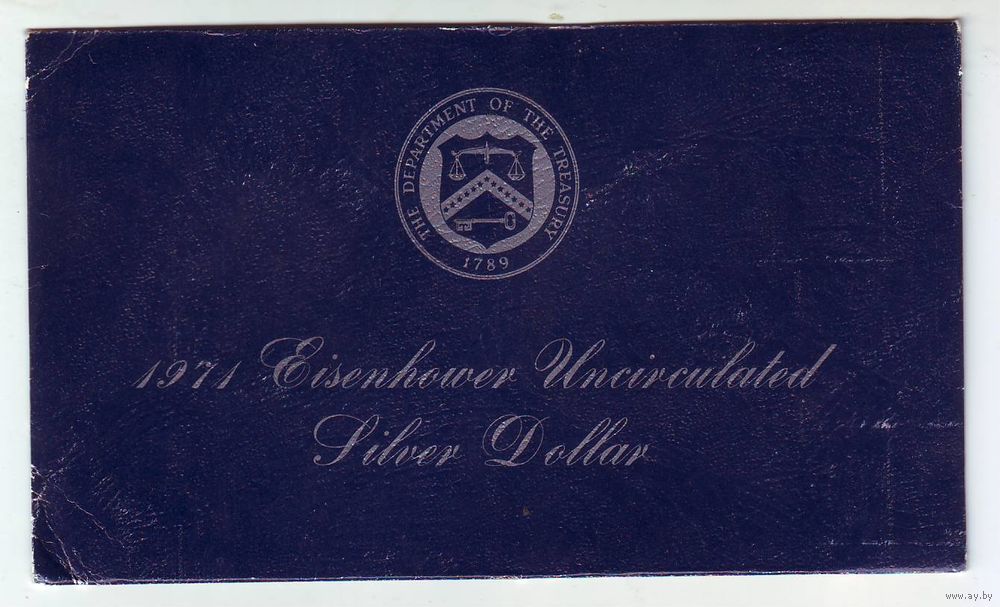 THE DEPARTMENT OF THE TREASURY
1789
1971 Eisenhower Uncirculated
Silver Dollar
www.ay.by